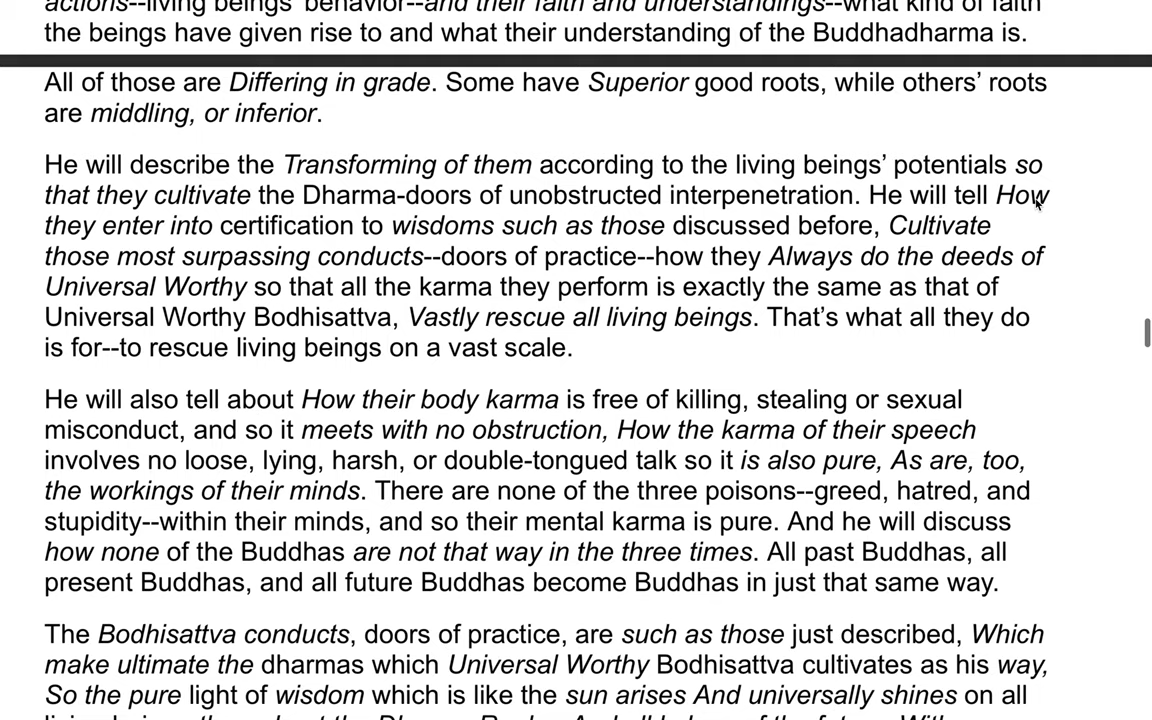 actions--living beings' behavior--and their faith and understandings--what kind of faith
the beings have given rise to and what their understanding of the Buddhadharma is.
All of those are Differing in grade. Some have Superior good roots, while others’ roots
are middling, or inferior.
He will describe the Transforming of them according to the living beings’ potentials so
that they cultivate the Dharma-doors of unobstructed interpenetration. He will tell How
they enter into certification to wisdoms such as those discussed before, Cultivate
those most surpassing conducts--doors of practice--how they Always do the deeds of
Universal Worthy so that all the karma they perform is exactly the same as that of
Universal Worthy Bodhisattva, Vastly rescue all living beings. That’s what all they do
is for--to rescue living beings on a vast scale.
He will also tell about How their body karma is free of killing, stealing or sexual
misconduct, and so it meets with no obstruction, How the karma of their speech
involves no loose, lying, harsh, or double-tongued talk so it is also pure, As are, too,
the workings of their minds. There are none of the three poisons--greed, hatred, and
stupidity--within their minds, and so their mental karma is pure. And he will discuss
how none of the Buddhas are not that way in the three times. All past Buddhas, all
present Buddhas, and all future Buddhas become Buddhas in just that same way.
The Bodhisattva conducts, doors of practice, are such as those just described, Which
make ultimate the dharmas which Universal Worthy Bodhisattva cultivates as his way,
So the pure light of wisdom which is like the sun arises And universally shines on all